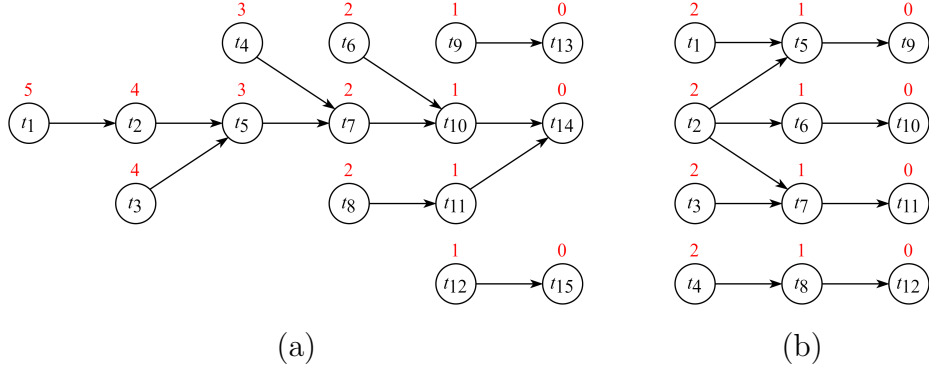 3 2 1 0 2 1 0
t4 t6 t9 t13 t1 t5 t9
5 4 3 2 1 0 2 1 0
t1 t2 t5 t7 t10 t14 t2 t6 t10
4 2 1 2 1 0
t3 t8 t11 t3 t7 t11
1 0 2 1 0
t12 t15 t4 t8 t12
(a) (b)